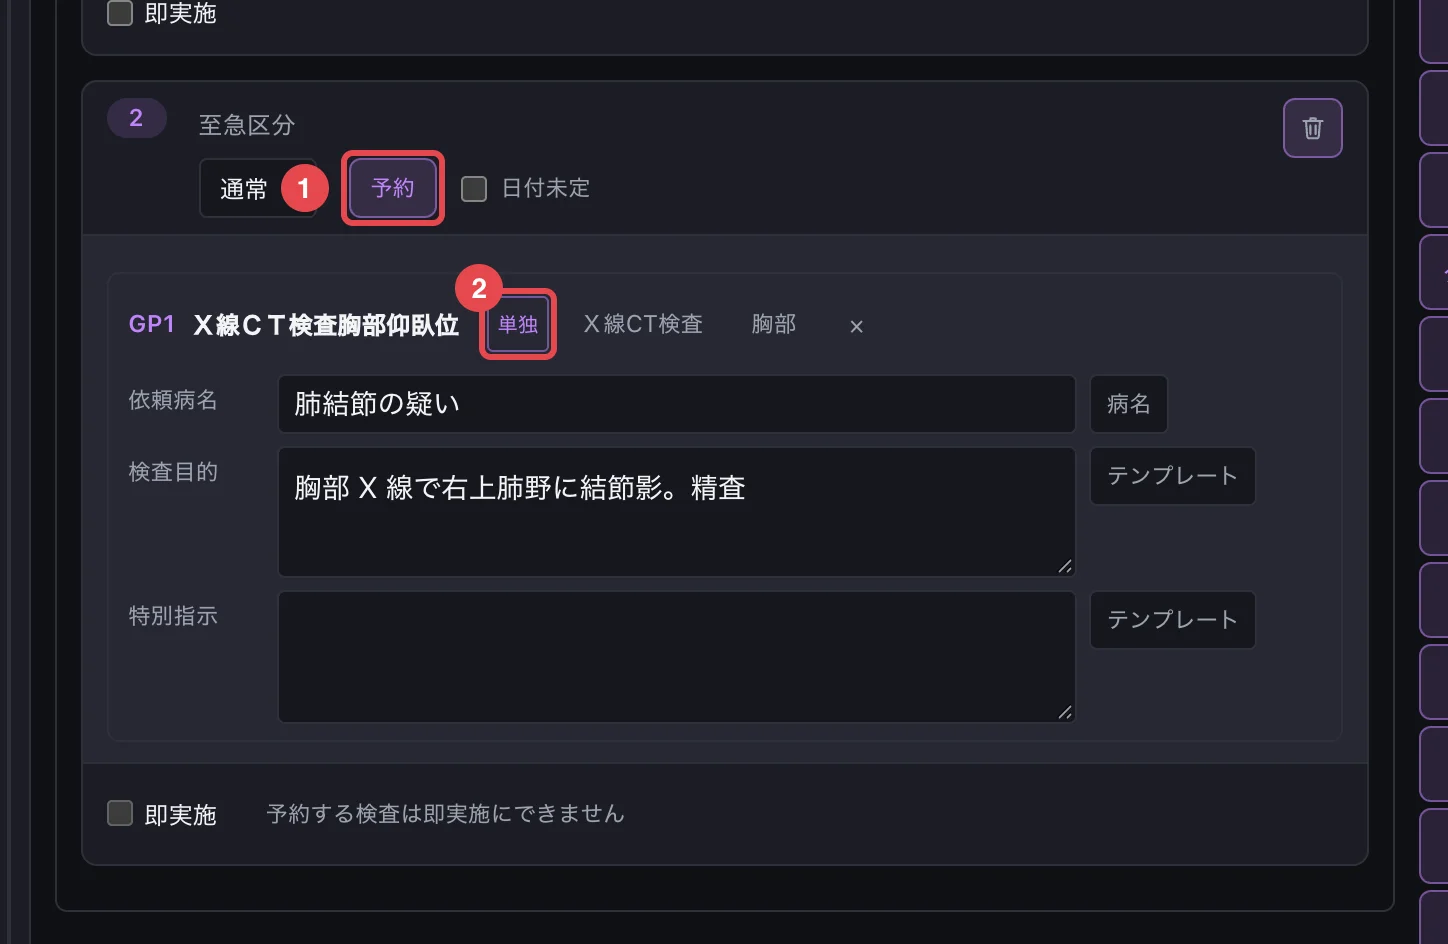 即実施
2
至急区分
通常 1 予約 日付未定
2
GP1 X線CT検査胸部仰臥位 単独 X線CT検査 胸部 ×
依頼病名 肺結節の疑い 病名
検査目的 胸部 X 線で右上肺野に結節影。精査 テンプレート
特別指示 テンプレート
即実施 予約する検査は即実施にできません